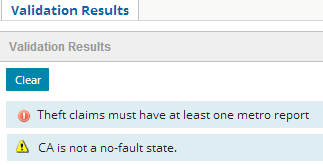 Validation Results
Validation Results
Clear
Theft claims must have at least one metro report
CA is not a no-fault state.